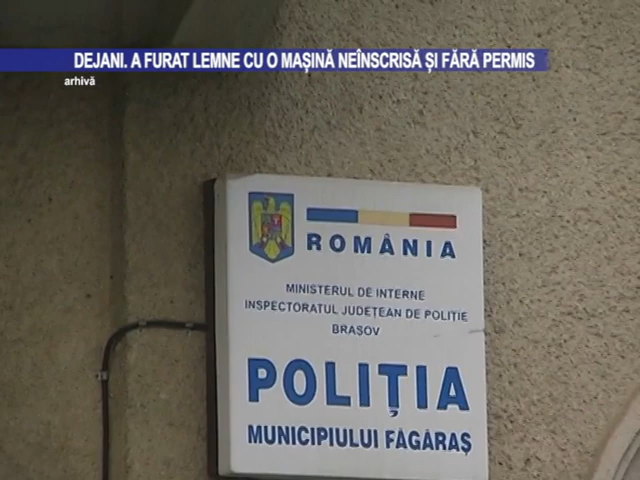 DEJANI. A FURAT LEMNE CU O MAȘINĂ NEÎNSCRISĂ ȘI FĂRĂ PERMIS
arhivă
ROMÂNIA
MINISTERUL DE INTERNE
INSPECTORATUL JUDEȚEAN DE POLIȚIE
BRAȘOV
POLIȚIA
MUNICIPIULUI FĂGĂRAȘ